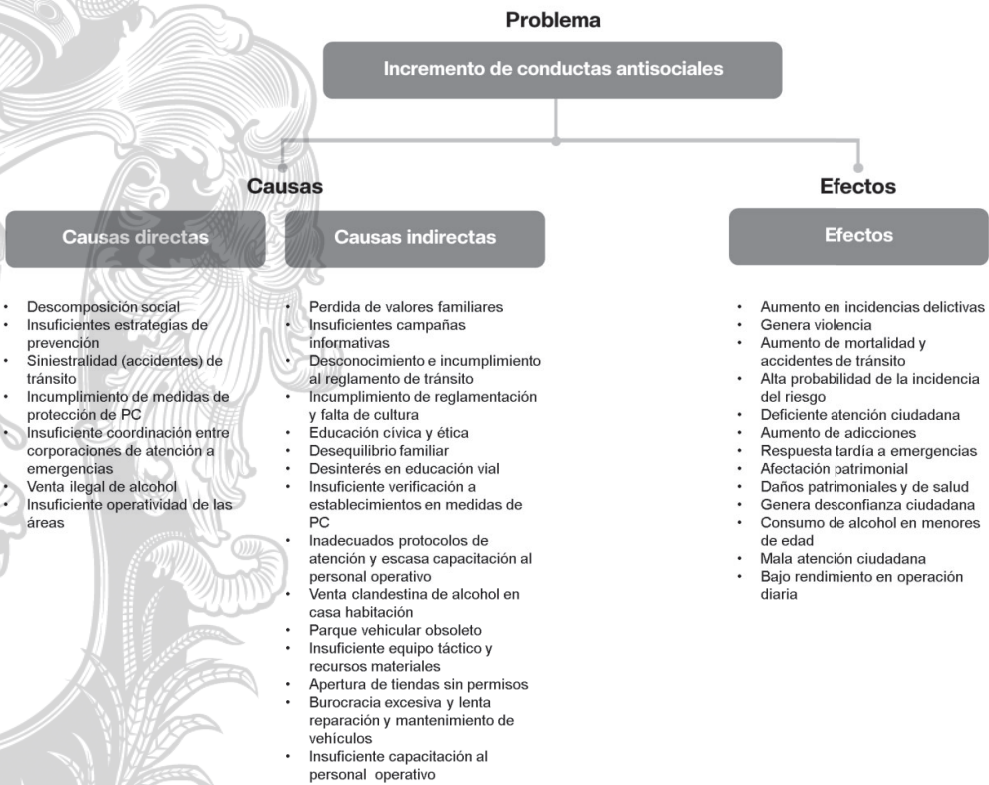 Problema
Incremento de conductas antisociales
Causas
Causas directas
• Descomposición social
• Insuficientes estrategias de
prevención
• Siniestralidad (accidentes) de
tránsito
• Incumplimiento de medidas de
protección de PC
• Insuficiente coordinación entre
corporaciones de atención a
emergencias
• Venta ilegal de alcohol
• Insuficiente operatividad de las
áreas
Causas indirectas
• Perdida de valores familiares
• Insuficientes campañas
informativas
• Desconocimiento e incumplimiento
al reglamento de tránsito
• Incumplimiento de reglamentación
y falta de cultura
• Educación cívica y ética
• Desequilibrio familiar
• Desinterés en educación vial
• Insuficiente verificación a
establecimientos en medidas de
PC
• Inadecuados protocolos de
atención y escasa capacitación al
personal operativo
• Venta clandestina de alcohol en
casa habitación
• Parque vehicular obsoleto
• Insuficiente equipo táctico y
recursos materiales
• Apertura de tiendas sin permisos
• Burocracia excesiva y lenta
reparación y mantenimiento de
vehículos
• Insuficiente capacitación al
personal operativo
Efectos
Efectos
• Aumento en incidencias delictivas
• Genera violencia
• Aumento de mortalidad y
accidentes de tránsito
• Alta probabilidad de la incidencia
del riesgo
• Deficiente atención ciudadana
• Aumento de adicciones
• Respuesta tardía a emergencias
• Afectación patrimonial
• Daños patrimoniales y de salud
• Genera desconfianza ciudadana
• Consumo de alcohol en menores
de edad
• Mala atención ciudadana
• Bajo rendimiento en operación
diaria